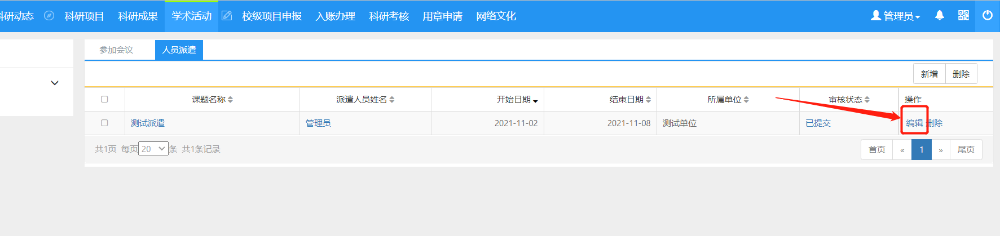 科研动态 科研项目 科研成果 学术活动 校级项目申报 入账办理 科研考核 用章申请 网络文化 管理员
参加会议 人员派遣
新增 删除
课题名称 派遣人员姓名 开始日期 结束日期 所属单位 审核状态 操作
测试派遣 管理员 2021-11-02 2021-11-08 测试单位 已提交 编辑 删除
共1页 每页 20 条 共1条记录 首页 « 1 » 尾页